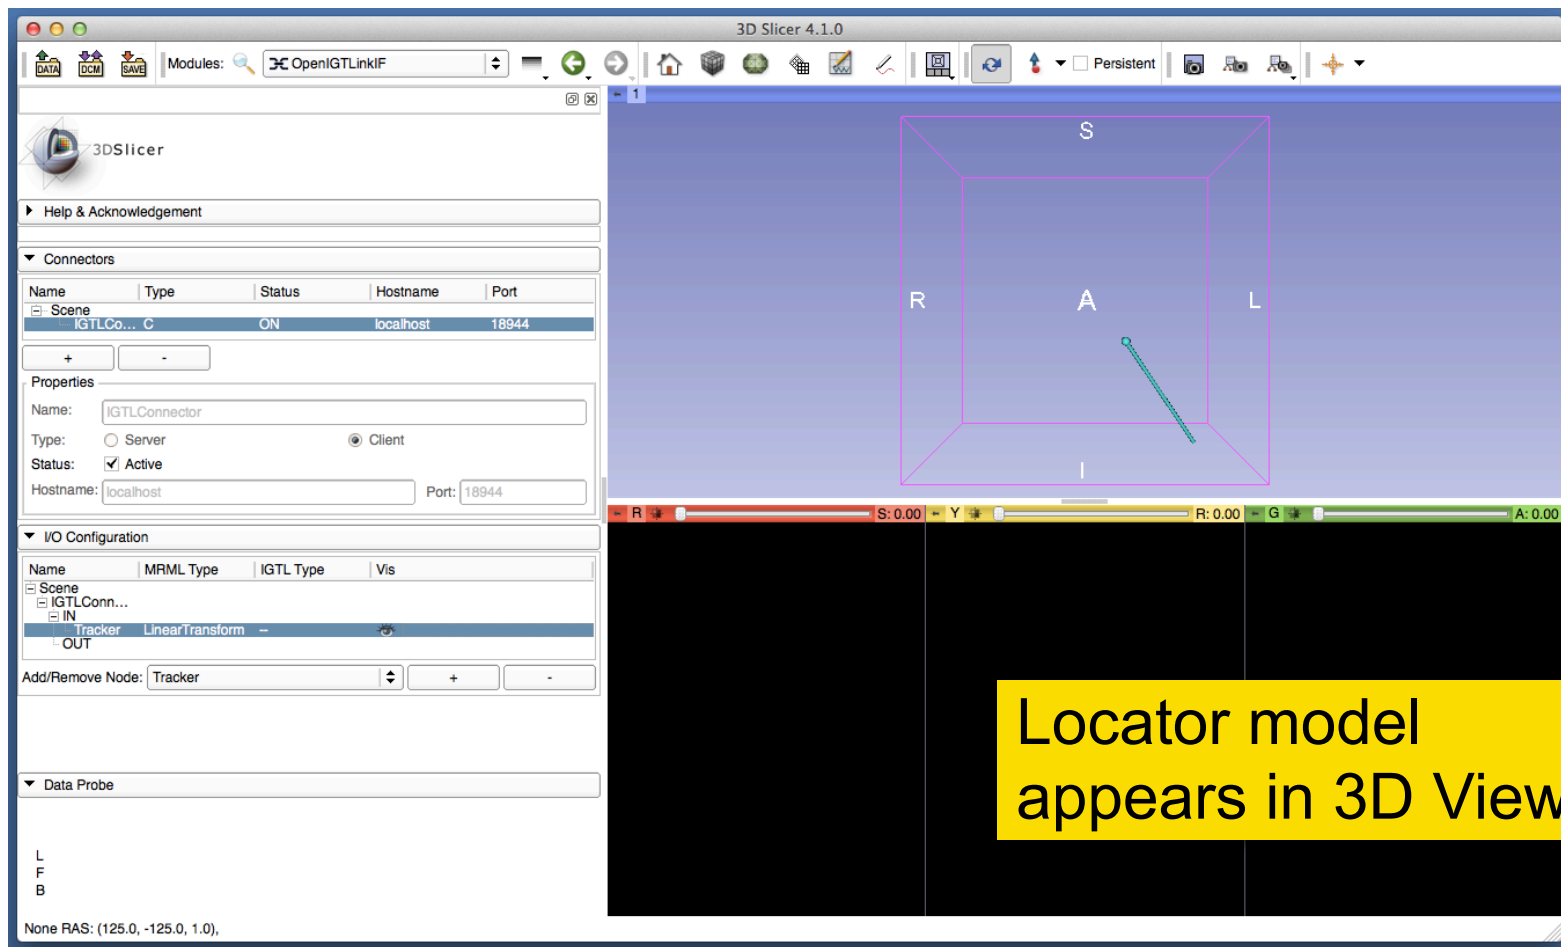 3D Slicer 4.1.0
DATA DCM SAVE Modules: OpenIGTLinkIF Persistent
1
3DSlicer
Help & Acknowledgement
Connectors
Name Type Status Hostname Port
Scene
IGTLCo... C ON localhost 18944
+ -
Properties
Name: IGTLConnector
Type: Server Client
Status: Active
Hostname: localhost Port: 18944
I/O Configuration
Name MRML Type IGTL Type Vis
Scene
IGTLConn...
IN
Tracker LinearTransform --
OUT
Add/Remove Node: Tracker + -
Data Probe
L
F
B
None RAS: (125.0, -125.0, 1.0),
S
R A L
I
R S: 0.00 Y R: 0.00 G A: 0.00
Locator model
appears in 3D View